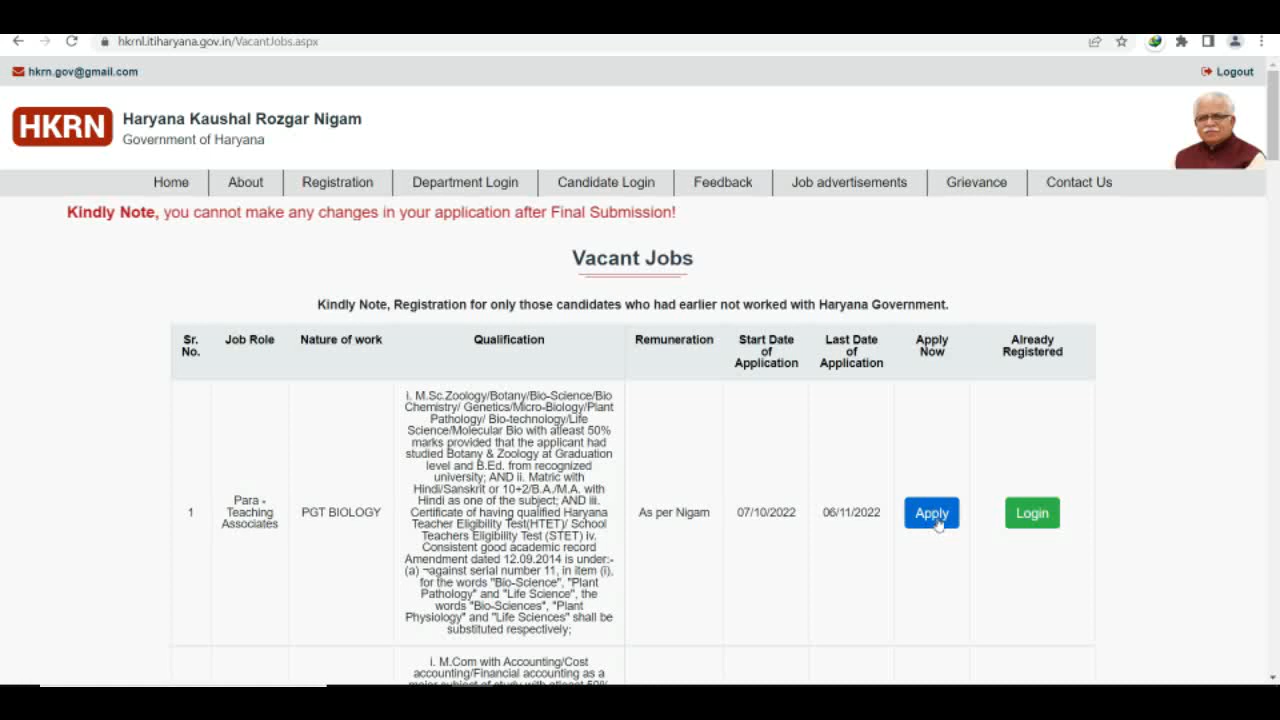 hkrnl.itiharyana.gov.in/VacantJobs.aspx
hkrn.gov@gmail.com
Logout
HKRN
Haryana Kaushal Rozgar Nigam
Government of Haryana
Home
About
Registration
Department Login
Candidate Login
Feedback
Job advertisements
Grievance
Contact Us
Kindly Note, you cannot make any changes in your application after Final Submission!
Vacant Jobs
Kindly Note, Registration for only those candidates who had earlier not worked with Haryana Government.
Sr.
No.
Job Role
Nature of work
Qualification
Remuneration
Start Date
of
Application
Last Date
of
Application
Apply
Now
Already
Registered
1
Para -
Teaching
Associates
PGT BIOLOGY
i. M.Sc.Zoology/Botany/Bio-Science/Bio
Chemistry/ Genetics/Micro-Biology/Plant
Pathology/ Bio-technology/Life
Science/Molecular Bio with atleast 50%
marks provided that the applicant had
studied Botany & Zoology at Graduation
level and B.Ed. from recognized
university; AND ii. Matric with
Hindi/Sanskrit or 10+2/B.A./M.A. with
Hindi as one of the subject; AND iii.
Certificate of having qualified Haryana
Teacher Eligibility Test(HTET)/ School
Teachers Eligibility Test (STET) iv.
Consistent good academic record
Amendment dated 12.09.2014 is under:-
(a) ¬against serial number 11, in item (i),
for the words "Bio-Science", "Plant
Pathology" and "Life Science", the
words "Bio-Sciences", "Plant
Physiology" and "Life Sciences" shall be
substituted respectively;
As per Nigam
07/10/2022
06/11/2022
Apply
Login
i. M.Com with Accounting/Cost
accounting/Financial accounting as a
major subject of study with atleast 50%